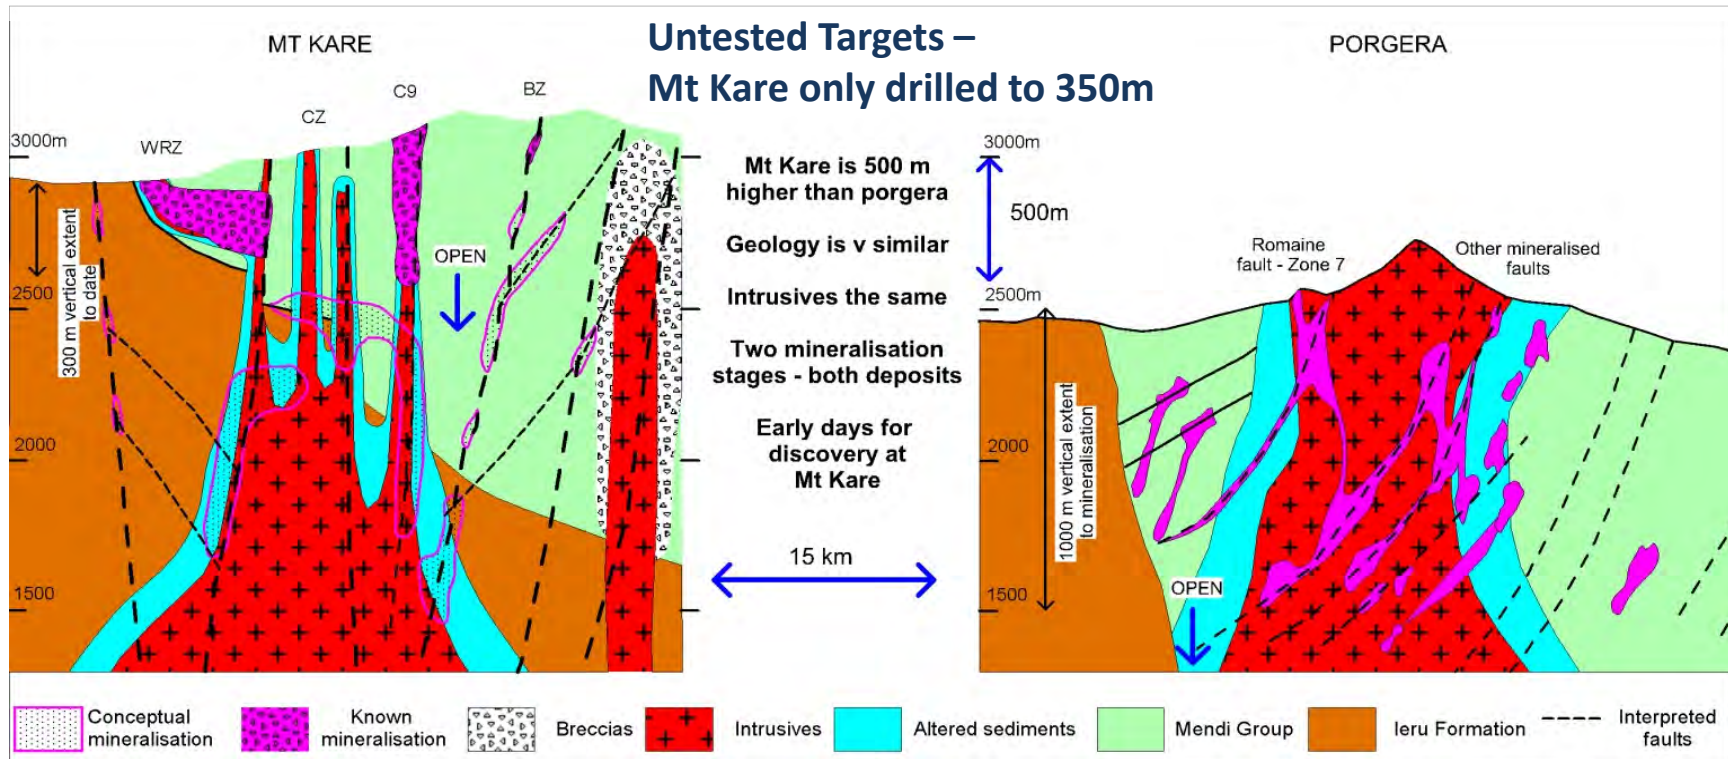 Untested Targets –
Mt Kare only drilled to 350m
MT KARE
WRZ
CZ
C9
BZ
3000m
2500
2000
1500
300 m vertical extent
to date
OPEN
Mt Kare is 500 m
higher than porgera
Geology is v similar
Intrusives the same
Two mineralisation
stages - both deposits
Early days for
discovery at
Mt Kare
15 km
PORGERA
3000m
500m
2500m
2000
1500
Romaine
fault - Zone 7
Other mineralised
faults
1000 m vertical extent
to mineralisation
OPEN
Conceptual
mineralisation
Known
mineralisation
Breccias
Intrusives
Altered sediments
Mendi Group
Ieru Formation
Interpreted
faults